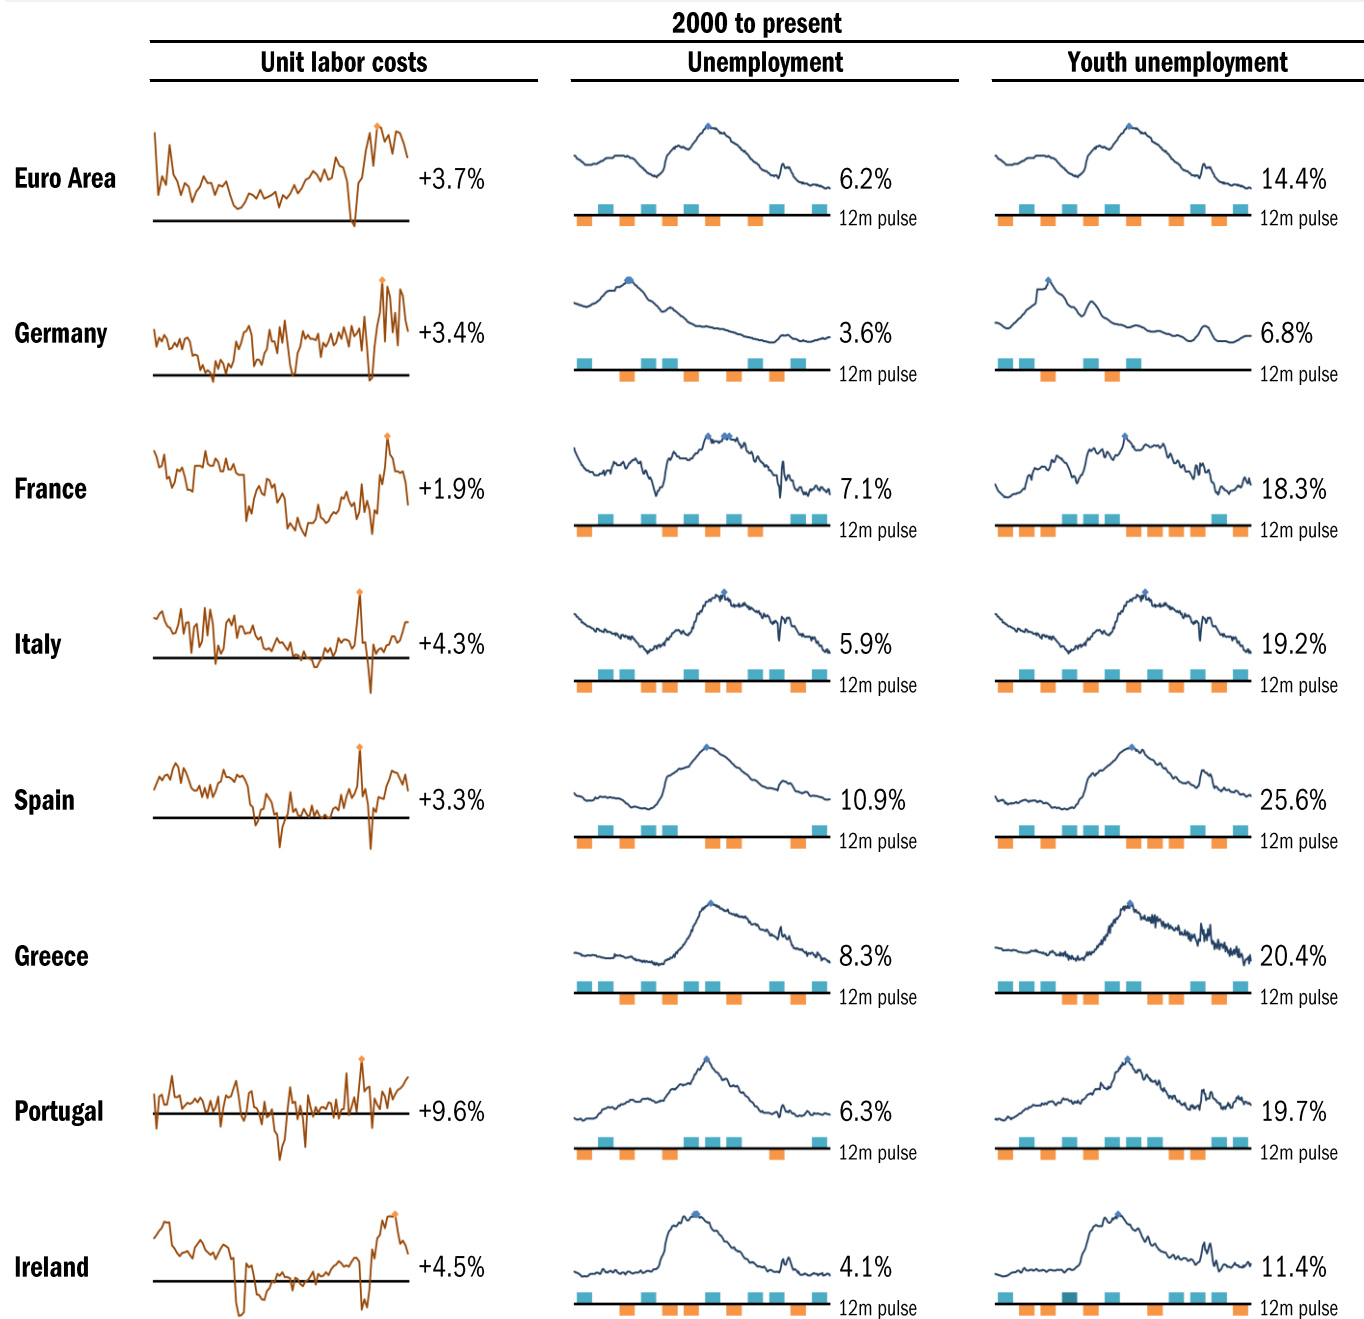 2000 to present
Unit labor costs Unemployment Youth unemployment
Euro Area +3.7% 6.2% 14.4%
12m pulse 12m pulse
Germany +3.4% 3.6% 6.8%
12m pulse 12m pulse
France +1.9% 7.1% 18.3%
12m pulse 12m pulse
Italy +4.3% 5.9% 19.2%
12m pulse 12m pulse
Spain +3.3% 10.9% 25.6%
12m pulse 12m pulse
Greece 8.3% 20.4%
12m pulse 12m pulse
Portugal +9.6% 6.3% 19.7%
12m pulse 12m pulse
Ireland +4.5% 4.1% 11.4%
12m pulse 12m pulse